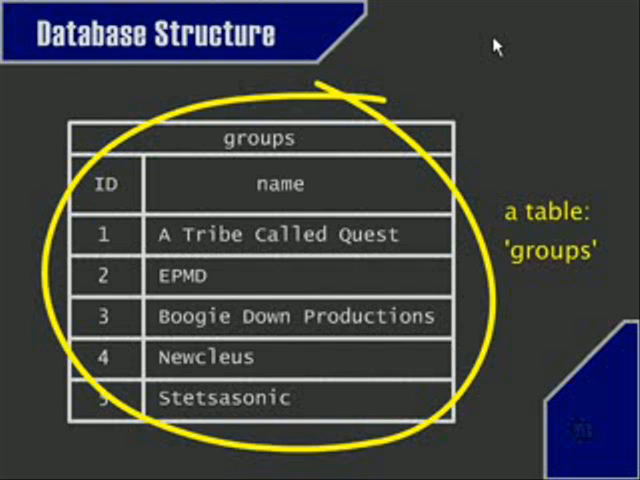 Database Structure
groups
ID name
1 A Tribe Called Quest
2 EPMD
3 Boogie Down Productions
4 Newcleus
5 Stetsasonic
a table:
'groups'